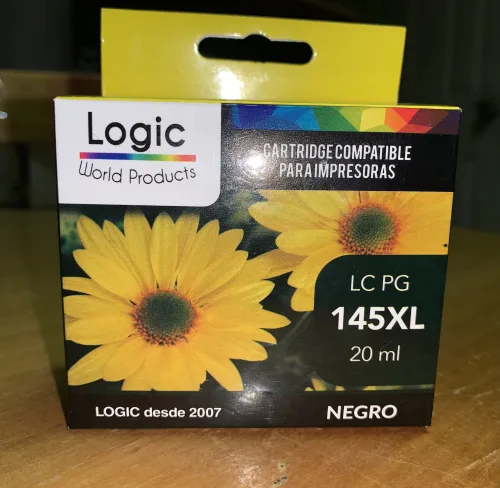 Logic
World Products
CARTRIDGE COMPATIBLE
PARA IMPRESORAS
LC PG
145XL
20 ml
LOGIC desde 2007
NEGRO